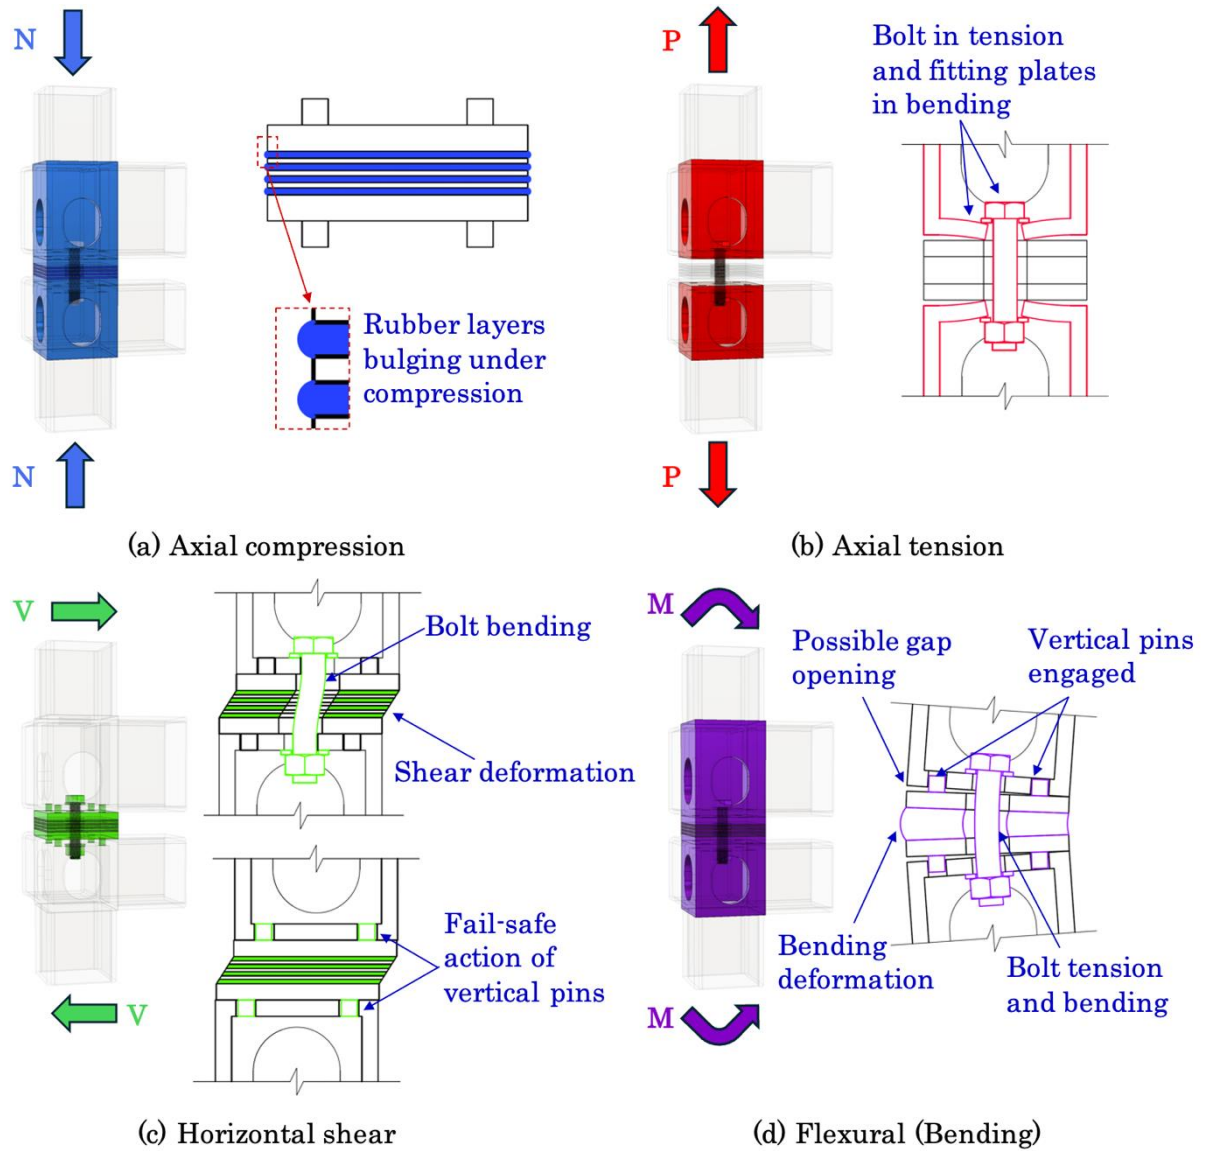 N
Rubber layers
bulging under
compression
N
(a) Axial compression
P
Bolt in tension
and fitting plates
in bending
P
(b) Axial tension
V
Bolt bending
Shear deformation
Fail-safe
action of
vertical pins
V
(c) Horizontal shear
M
Possible gap
opening
Vertical pins
engaged
Bending
deformation
Bolt tension
and bending
M
(d) Flexural (Bending)